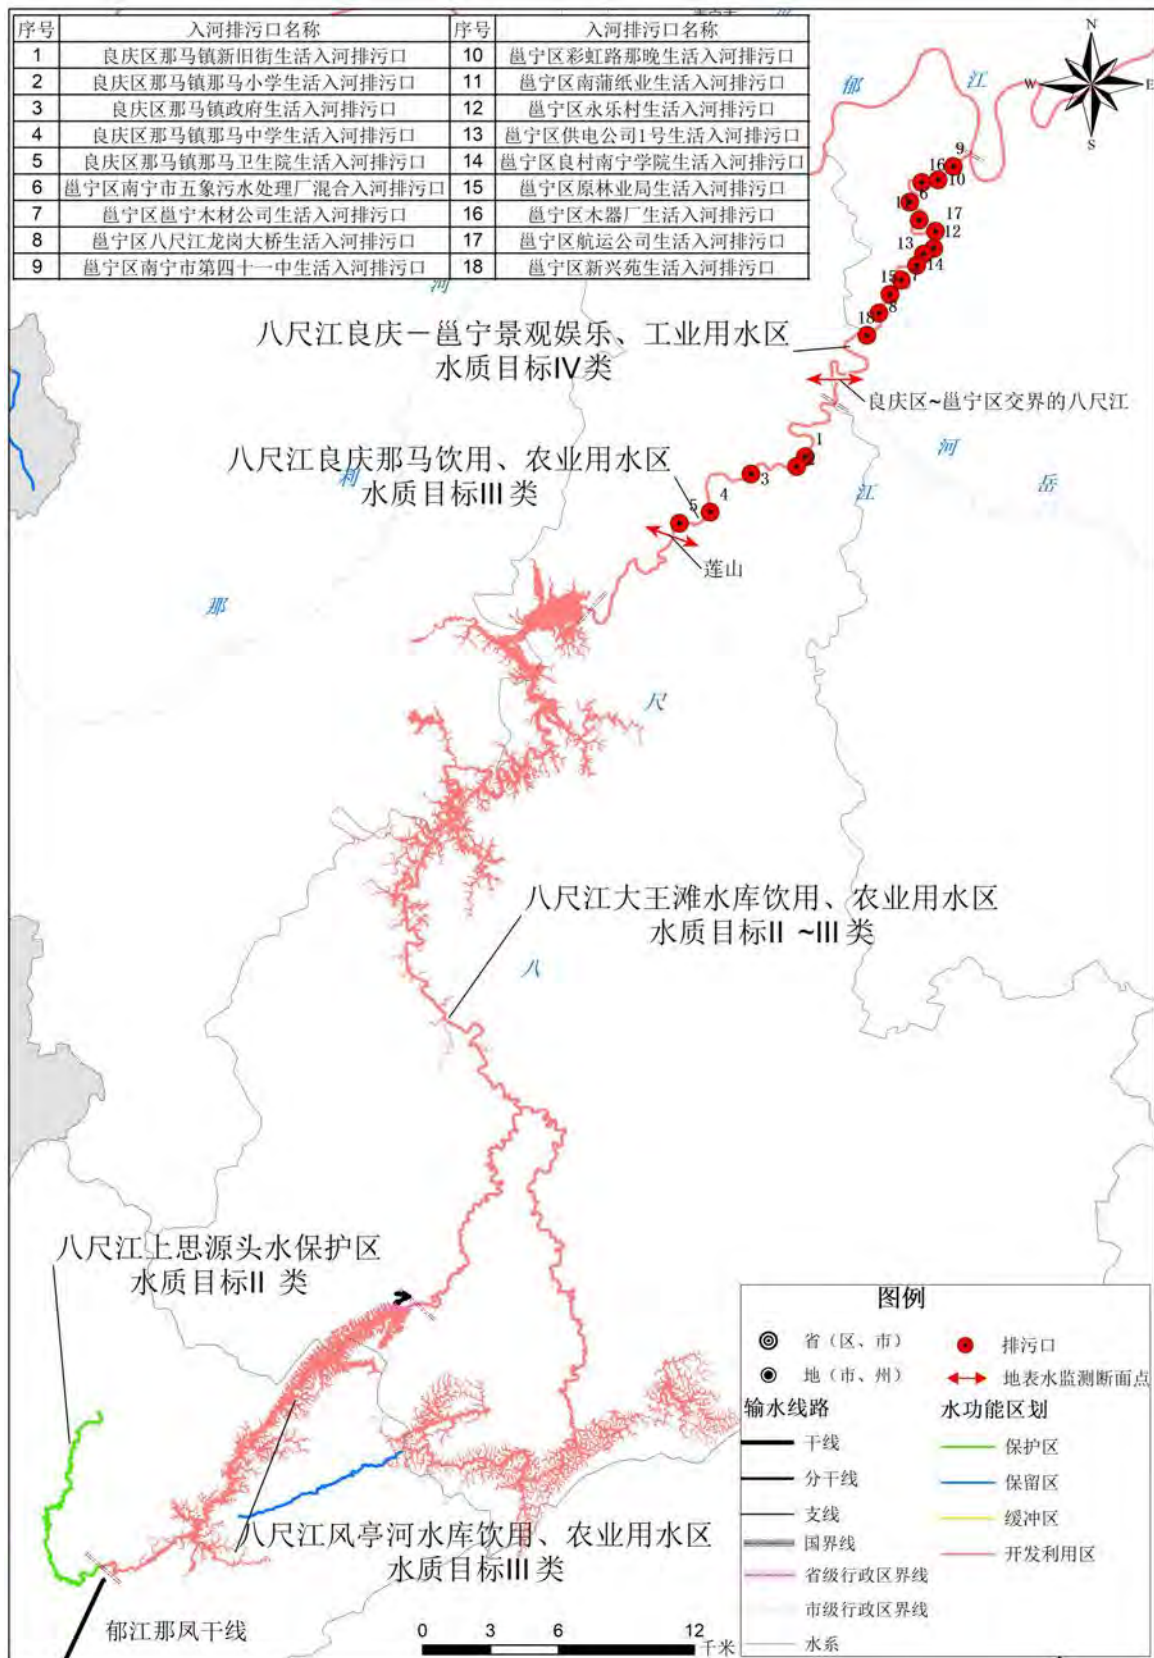 序号 入河排污口名称 序号 入河排污口名称
1 良庆区那马镇新旧街生活入河排污口 10 邕宁区彩虹路那晚生活入河排污口
2 良庆区那马镇那马小学生活入河排污口 11 邕宁区南蒲纸业入河排污口
3 良庆区那马镇政府生活入河排污口 12 邕宁区永乐村生活入河排污口
4 良庆区那马镇那马中学生活入河排污口 13 邕宁区供电公司1号生活入河排污口
5 良庆区那马镇那马卫生院生活入河排污口 14 邕宁区良村南宁学院生活入河排污口
6 邕宁区南宁市五象污水处理厂混合入河排污口 15 邕宁区原林业局生活入河排污口
7 邕宁区邕宁木材公司生活入河排污口 16 邕宁区木器厂生活入河排污口
8 邕宁区八尺江龙岗大桥生活入河排污口 17 邕宁区航运公司生活入河排污口
9 邕宁区南宁市第四十一中生活入河排污口 18 邕宁区新兴苑生活入河排污口
N
W E
S
郁 江
9
16
10
6
17
12
13
14
15
8
18
河
八尺江良庆－邕宁景观娱乐、工业用水区
水质目标IV类
良庆区~邕宁区交界的八尺江
八尺江良庆那马饮用、农业用水区
水质目标III类
1
2
3
4
5
河
利
江
岳
莲山
那
尺
八尺江大王滩水库饮用、农业用水区
水质目标II ~III类
八
八尺江上思源头水保护区
水质目标II 类
八尺江凤亭河水库饮用、农业用水区
水质目标III类
郁江那凤干线
0 3 6 12
千米
图例
省（区、市） 排污口
地（市、州） 地表水监测断面点
输水线路 水功能区划
干线 保护区
分干线 保留区
支线 缓冲区
国界线
开发利用区
省级行政区界线
市级行政区界线
水系